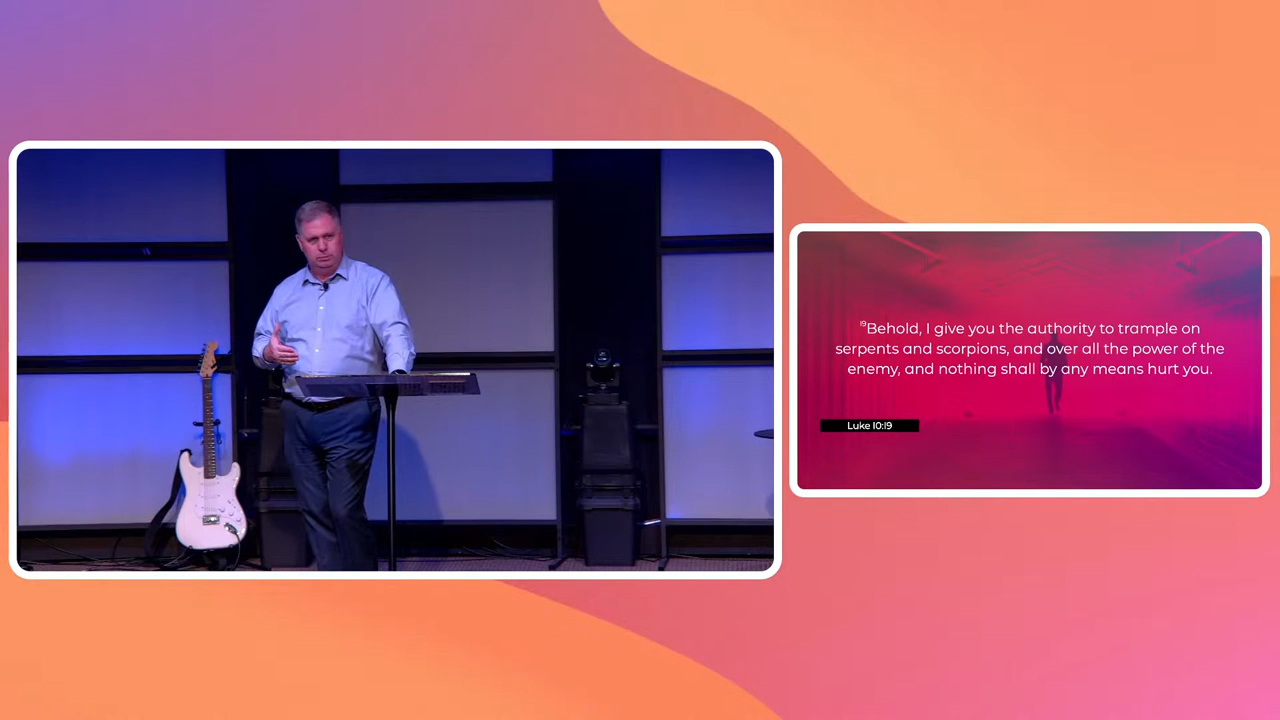 19Behold, I give you the authority to trample on
serpents and scorpions, and over all the power of the
enemy, and nothing shall by any means hurt you.
Luke 10:19